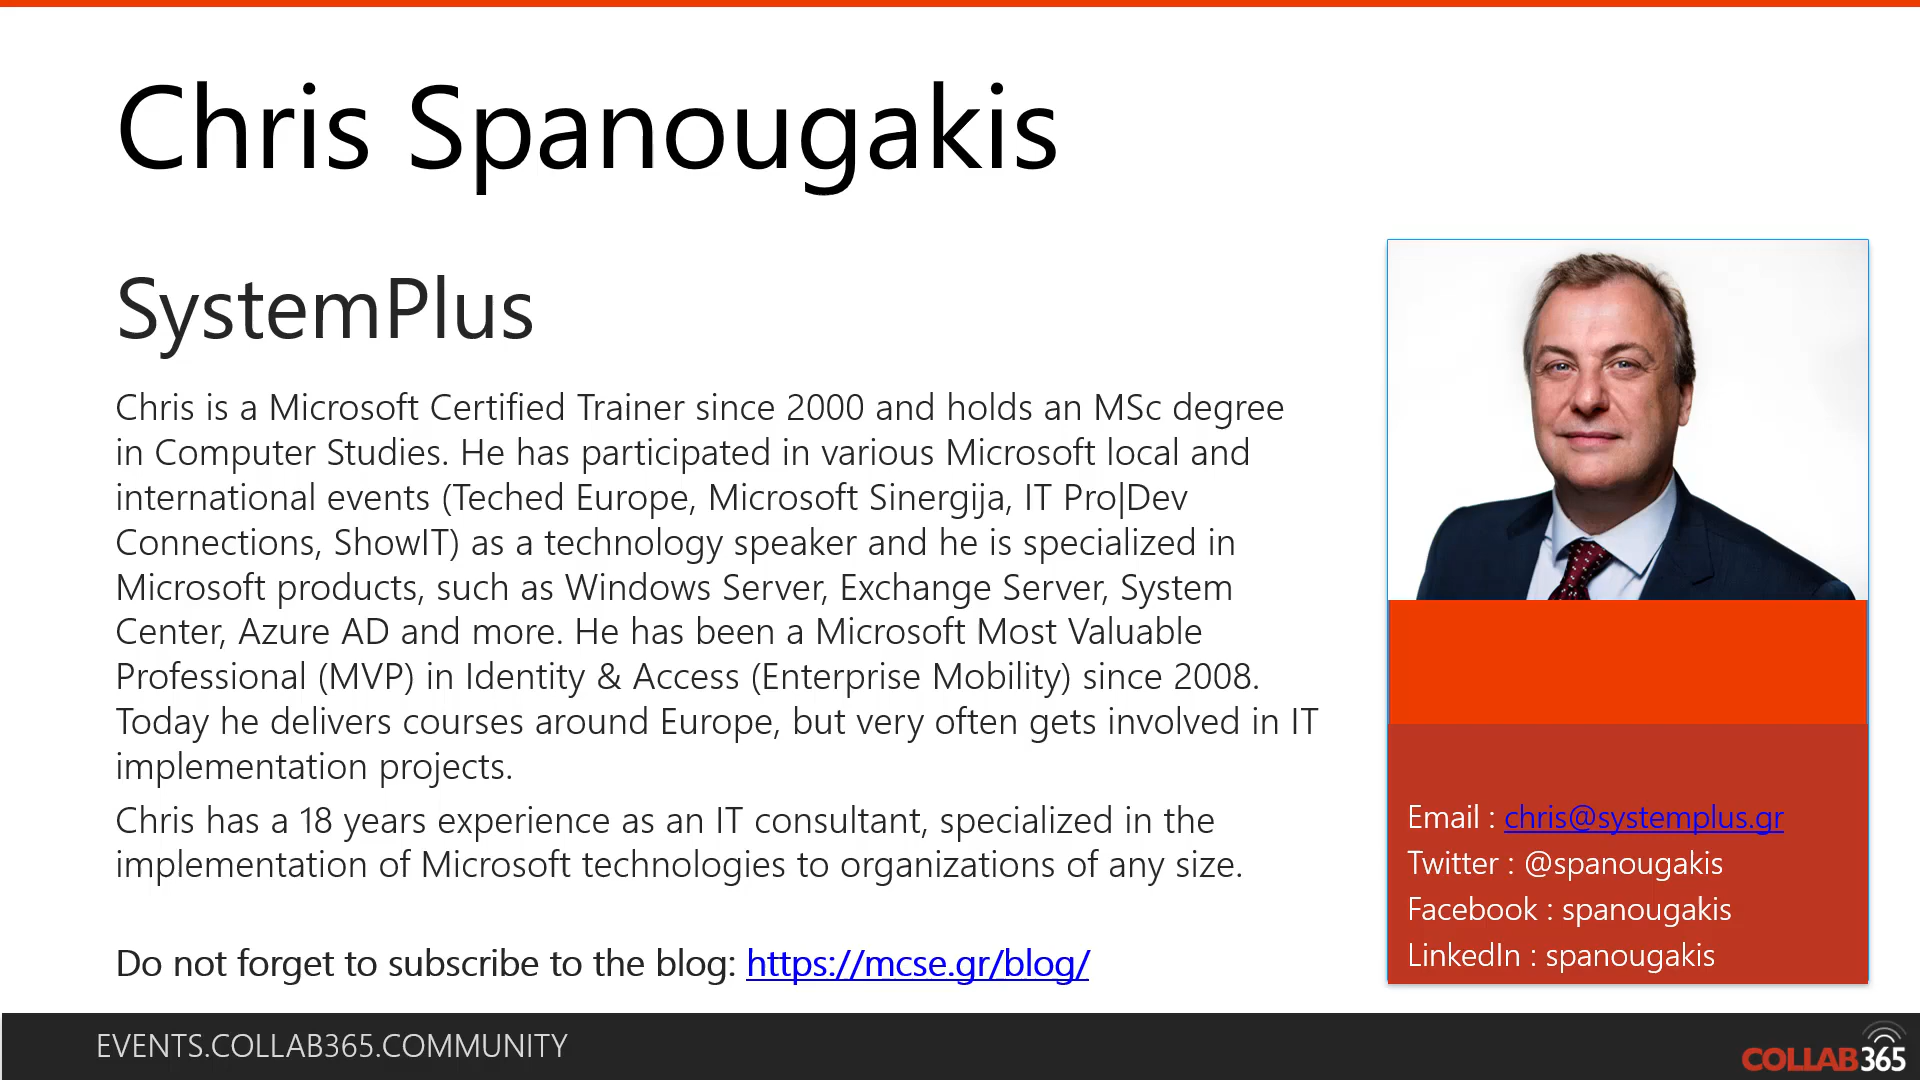 Chris Spanougakis
SystemPlus
Chris is a Microsoft Certified Trainer since 2000 and holds an MSc degree
in Computer Studies. He has participated in various Microsoft local and
international events (Teched Europe, Microsoft Sinergija, IT Pro|Dev
Connections, ShowIT) as a technology speaker and he is specialized in
Microsoft products, such as Windows Server, Exchange Server, System
Center, Azure AD and more. He has been a Microsoft Most Valuable
Professional (MVP) in Identity & Access (Enterprise Mobility) since 2008.
Today he delivers courses around Europe, but very often gets involved in IT
implementation projects.
Chris has a 18 years experience as an IT consultant, specialized in the
implementation of Microsoft technologies to organizations of any size.
Do not forget to subscribe to the blog: https://mcse.gr/blog/
Email : chris@systemplus.gr
Twitter : @spanougakis
Facebook : spanougakis
LinkedIn : spanougakis
EVENTS.COLLAB365.COMMUNITY
COLLAB365